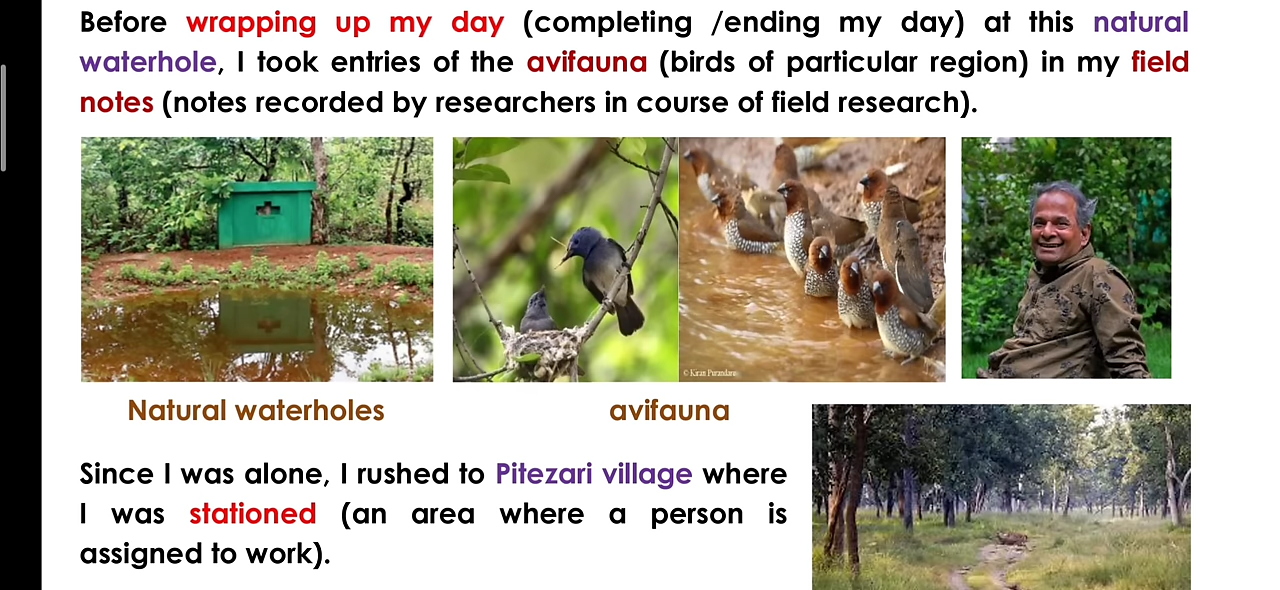 Before wrapping up my day (completing /ending my day) at this natural
waterhole, I took entries of the avifauna (birds of particular region) in my field
notes (notes recorded by researchers in course of field research).
© Kiran Purandare
Natural waterholes
avifauna
Since I was alone, I rushed to Pitezari village where
I was stationed (an area where a person is
assigned to work).